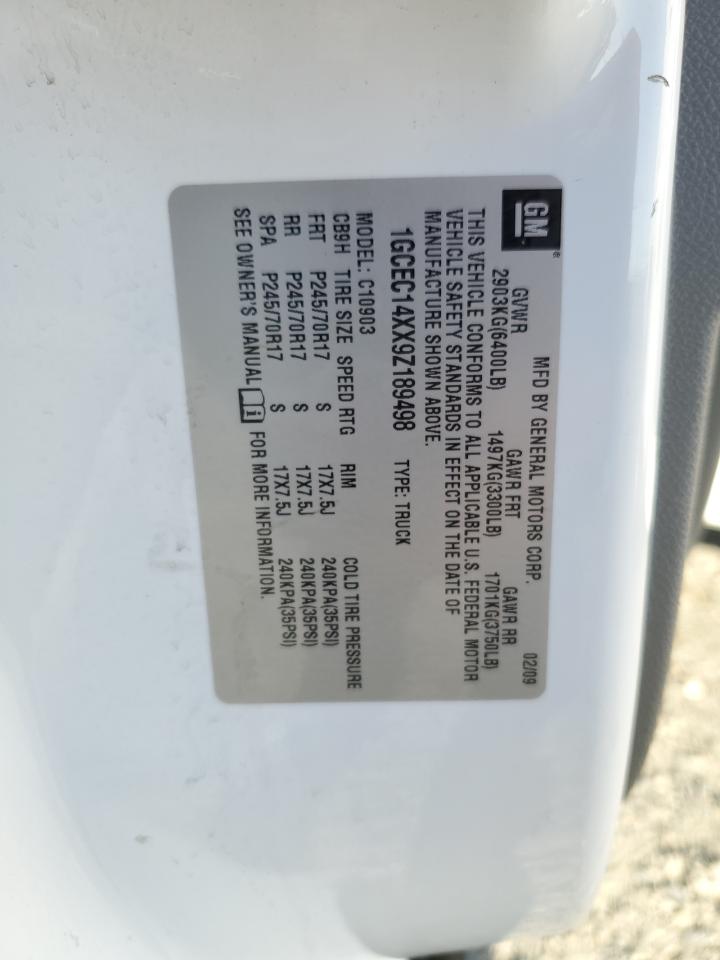 GM®
MFD BY GENERAL MOTORS CORP. 02/09
GVWR GAWR FRT GAWR RR
2903KG(6400LB) 1497KG(3300LB) 1701KG(3750LB)
THIS VEHICLE CONFORMS TO ALL APPLICABLE U.S. FEDERAL MOTOR
VEHICLE SAFETY STANDARDS IN EFFECT ON THE DATE OF
MANUFACTURE SHOWN ABOVE.
1GCEC14XX9Z189498 TYPE: TRUCK
MODEL: C10903
CB9H TIRE SIZE SPEED RTG RIM COLD TIRE PRESSURE
FRT P245/70R17 S 17X7.5J 240KPA(35PSI)
RR P245/70R17 S 17X7.5J 240KPA(35PSI)
SPA P245/70R17 S 17X7.5J 240KPA(35PSI)
SEE OWNER'S MANUAL i FOR MORE INFORMATION.